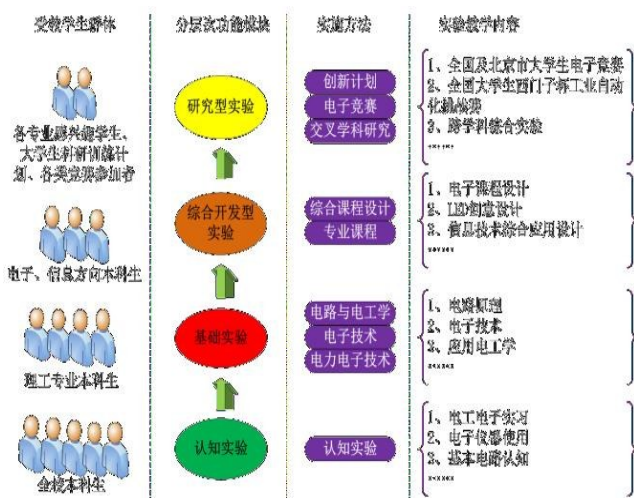 受教学生群体
分层次功能模块
实施方法
实验教学内容
各专业感兴趣学生、
大学生科研训练计
划、各类竞赛参加者
研究型实验
创新计划
电子竞赛
交叉学科研究
1、全国及北京市大学生电子竞赛
2、全国大学生西门子杯工业自动
化挑战赛
3、跨学科综合实验
······
电子、信息方向本科生
综合开发型
实验
综合课程设计
专业课程
1、电子课程设计
2、LED创意设计
3、信息技术综合应用设计
······
理工专业本科生
基础实验
电路与电工学
电子技术
电力电子技术
1、电路原理
2、电子技术
3、应用电工学
······
全校本科生
认知实验
认知实验
1、电工电子实习
2、电子仪器使用
3、基本电路认知
······